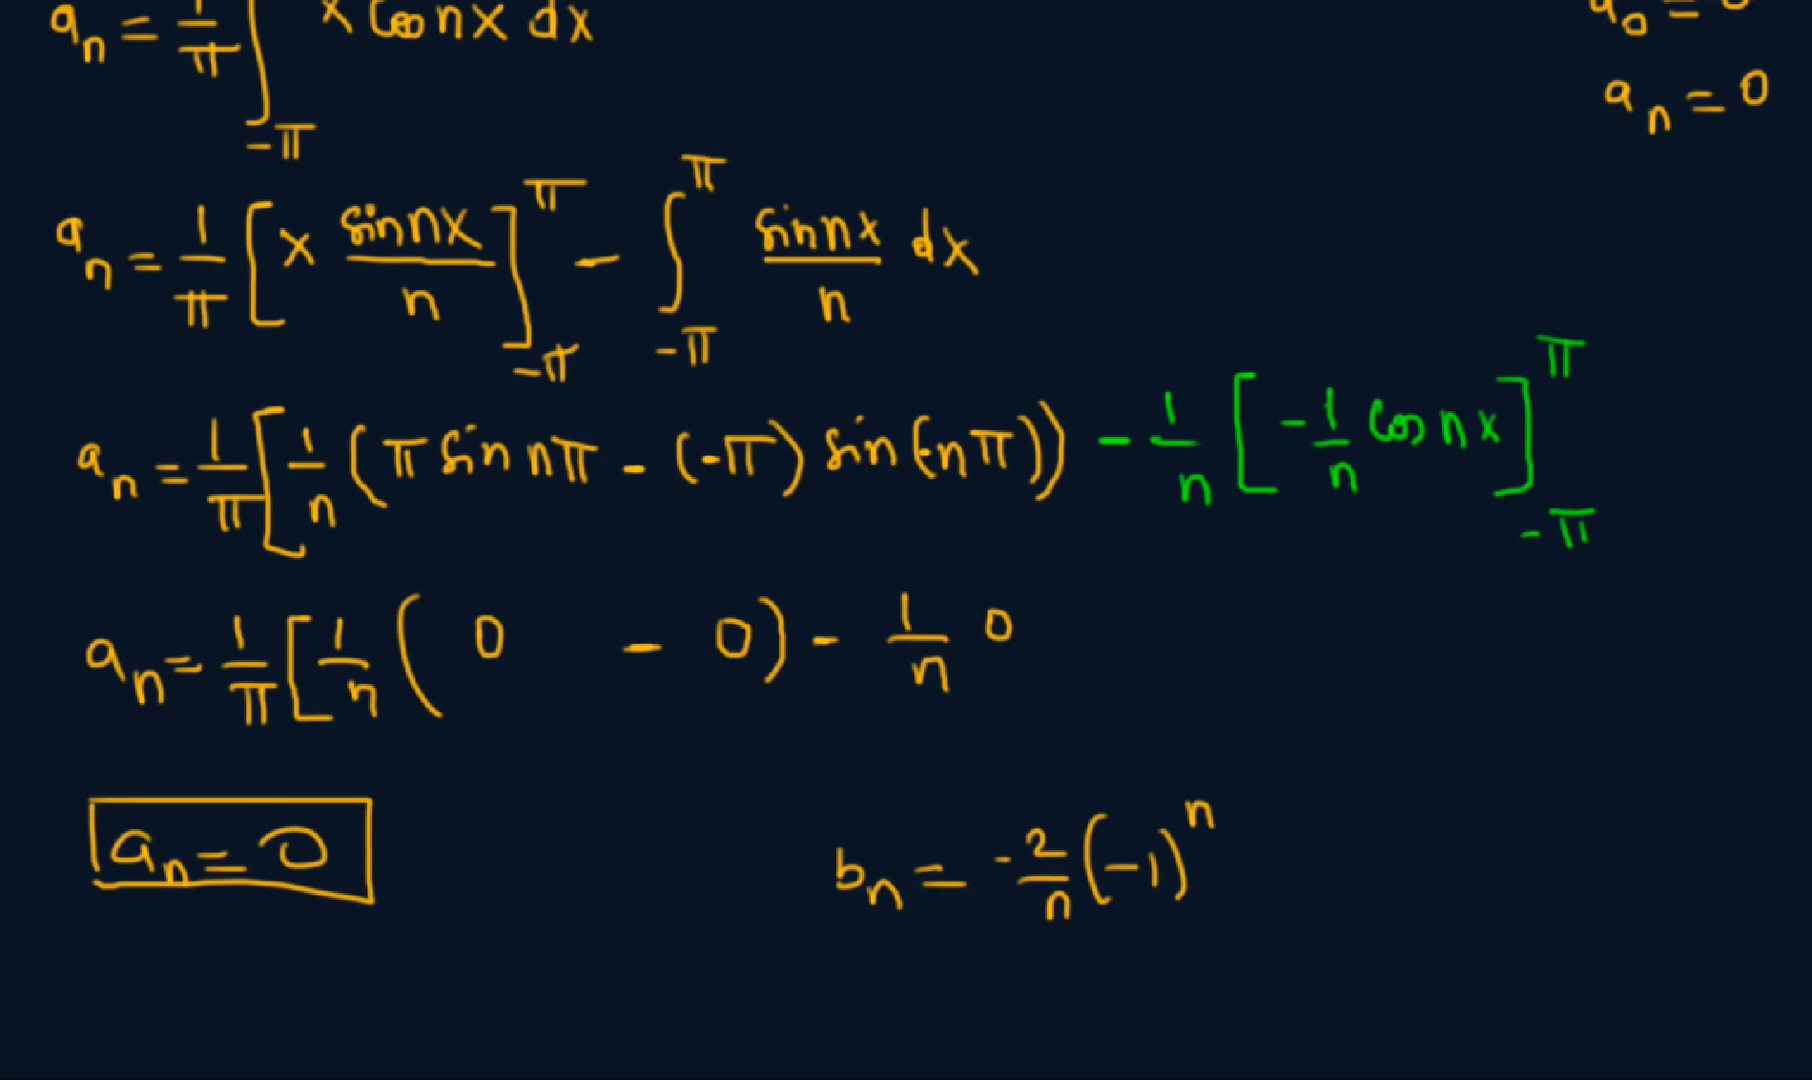 aₙ = 1/π ∫_{-π} x cos nx dx
a₀ = 0
aₙ = 0
aₙ = 1/π [x sin nx / n]_{-π}^{π} - ∫_{-π}^{π} sin nx / n dx
aₙ = 1/π [1/n (π sin nπ - (-π) sin(-nπ)) - 1/n [-1/n cos nx]_{-π}^{π}
aₙ = 1/π [1/n (0 - 0) - 1/n 0
aₙ = 0
bₙ = -2/n (-1)ⁿ